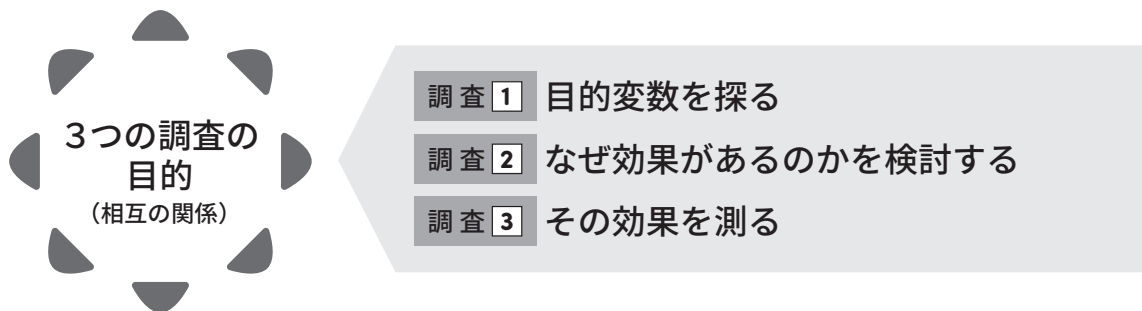 3つの調査の
目的
（相互の関係）
調査1 目的変数を探る
調査2 なぜ効果があるのかを検討する
調査3 その効果を測る